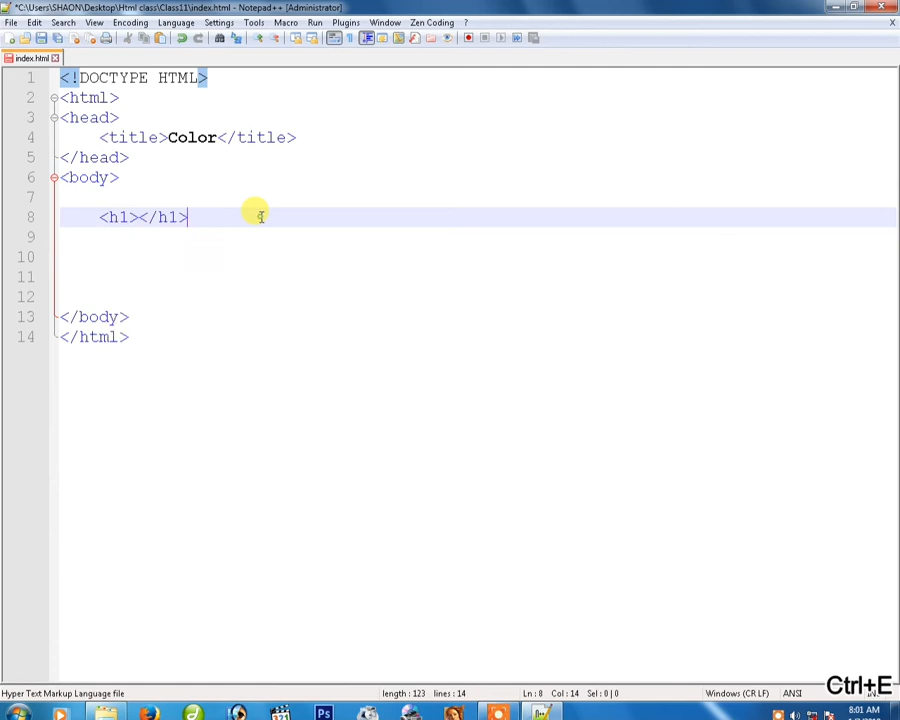 *C:\Users\SHAON\Desktop\Html class\Class11\index.html - Notepad++ [Administrator]
File Edit Search View Encoding Language Settings Tools Macro Run Plugins Window Zen Coding ? X
index.html
1 <!DOCTYPE HTML>
2 <html>
3 <head>
4 <title>Color</title>
5 </head>
6 <body>
7
8 <h1></h1>
9
10
11
12
13 </body>
14 </html>
Ctrl+E
Hyper Text Markup Language file length : 123 lines : 14 Ln : 8 Col : 14 Sel : 0 | 0 Windows (CR LF) ANSI
Ps
8:01 AM